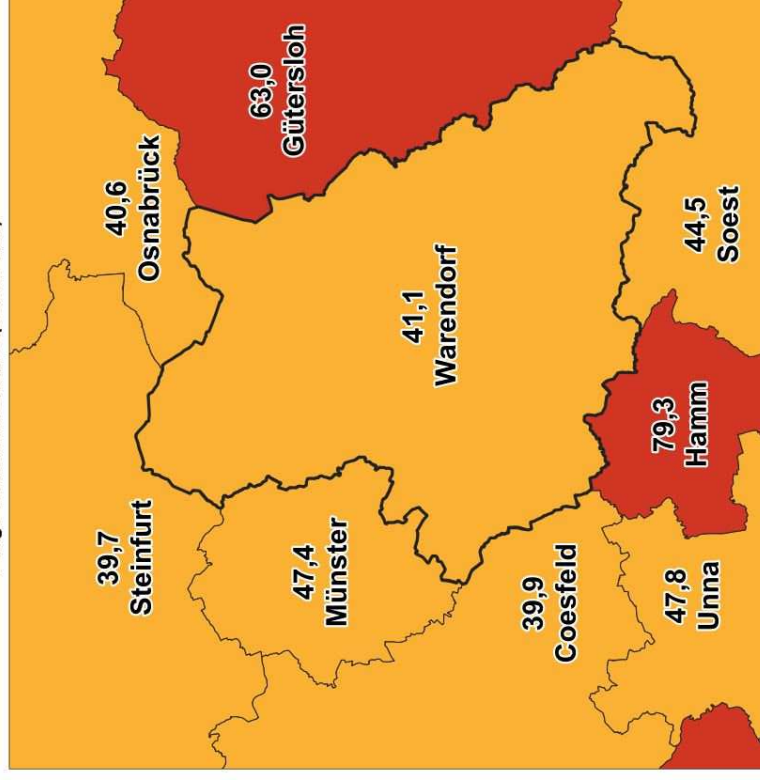 39,7
Steinfurt
40,6
Osnabrück
63,0
Gütersloh
47,4
Münster
41,1
Warendorf
39,9
Coesfeld
47,8
Unna
79,3
Hamm
44,5
Soest